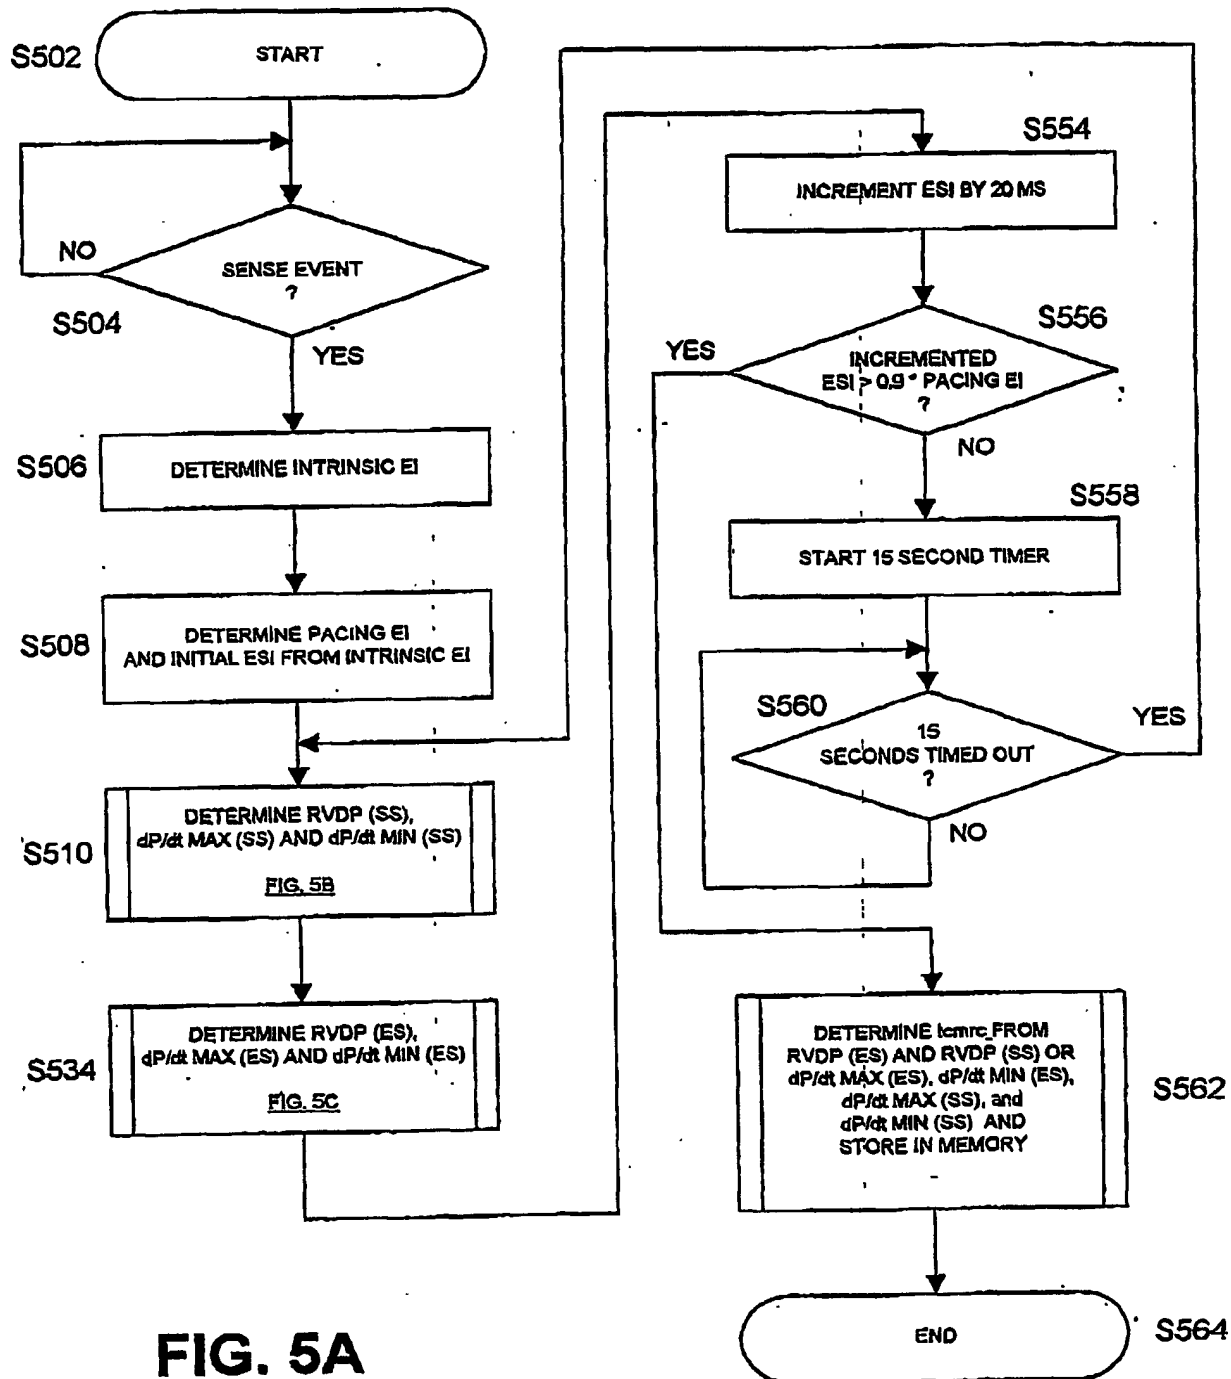 S502
START
NO
SENSE EVENT
?
S504
YES
S506
DETERMINE INTRINSIC EI
S508
DETERMINE PACING EI
AND INITIAL ESI FROM INTRINSIC EI
S510
DETERMINE RVDP (SS),
dP/dt MAX (SS) AND dP/dt MIN (SS)
FIG. 5B
S534
DETERMINE RVDP (ES),
dP/dt MAX (ES) AND dP/dt MIN (ES)
FIG. 5C
S554
INCREMENT ESI BY 20 MS
S556
YES
INCREMENTED
ESI > 0.9 * PACING EI
?
NO
S558
START 15 SECOND TIMER
S560
15
SECONDS TIMED OUT
?
YES
NO
DETERMINE tcmrc_FROM
RVDP (ES) AND RVDP (SS) OR
dP/dt MAX (ES), dP/dt MIN (ES),
dP/dt MAX (SS), and
dP/dt MIN (SS) AND
STORE IN MEMORY
S562
END
S564
FIG. 5A